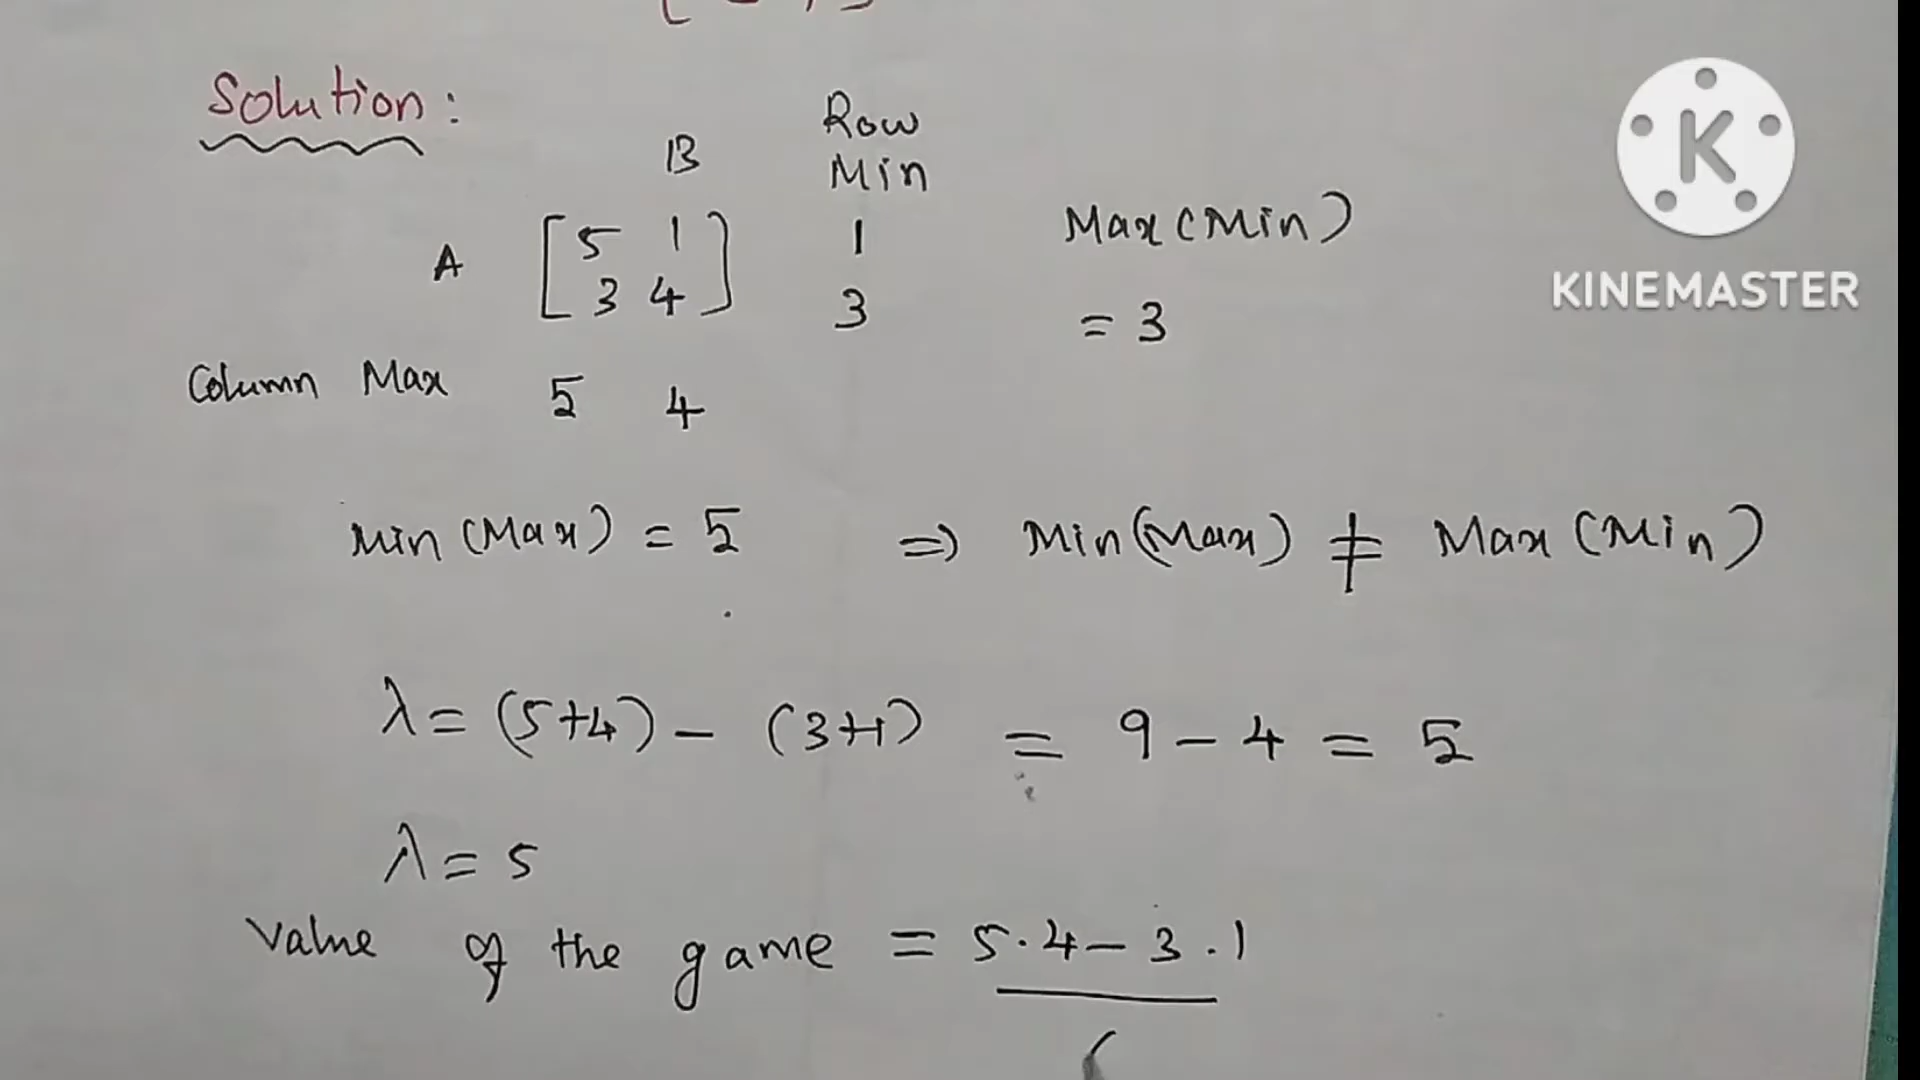 Solution:
B Row Min
A [5 1] 1 Max(Min)
[3 4] 3 = 3
Column Max 5 4
Min (Max) = 5 ⇒ Min(Max) ≠ Max (Min)
λ = (5+4) - (3+1) = 9 - 4 = 5
λ = 5
Value of the game = 5.4 - 3.1
K
KINEMASTER